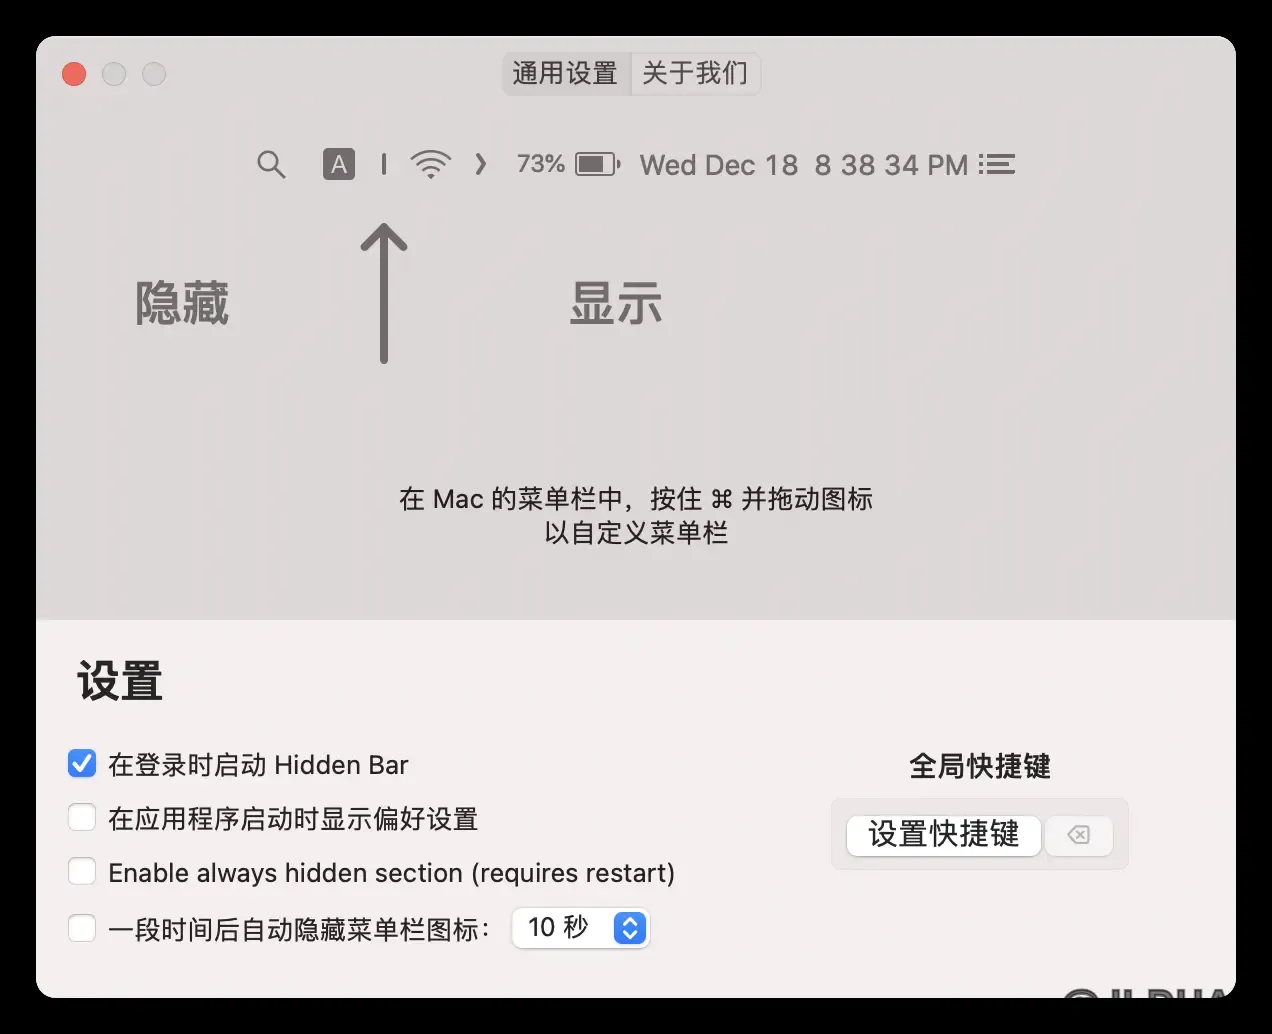 通用设置 关于我们
A 73% Wed Dec 18 8 38 34 PM
隐藏 显示
在 Mac 的菜单栏中，按住 ⌘ 并拖动图标
以自定义菜单栏
设置
在登录时启动 Hidden Bar
全局快捷键
在应用程序启动时显示偏好设置
设置快捷键
Enable always hidden section (requires restart)
一段时间后自动隐藏菜单栏图标： 10 秒